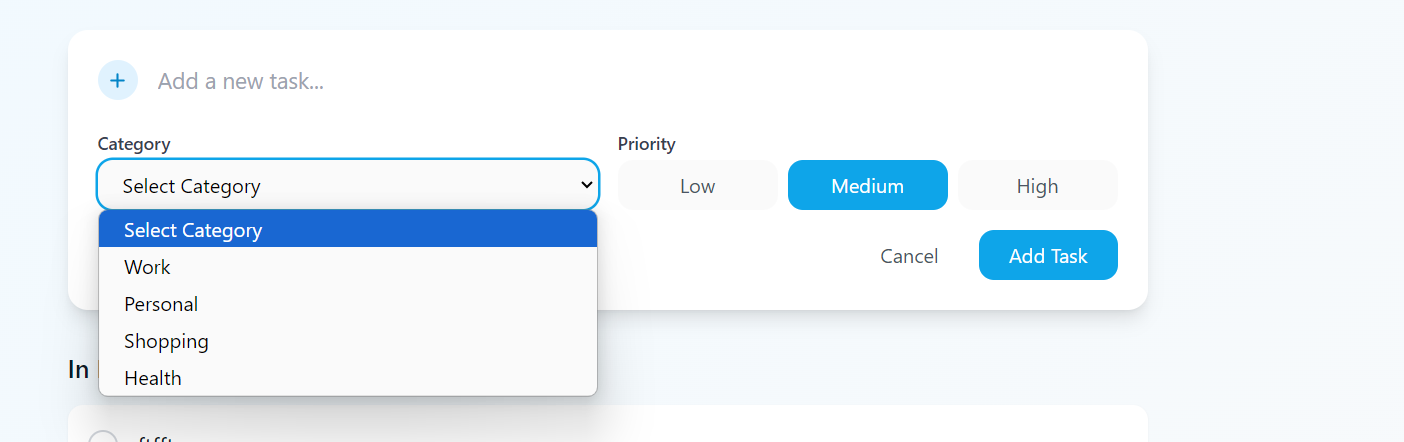 Add a new task...
Category
Priority
Select Category
Low
Medium
High
Select Category
Work
Personal
Shopping
Health
Cancel
Add Task
In